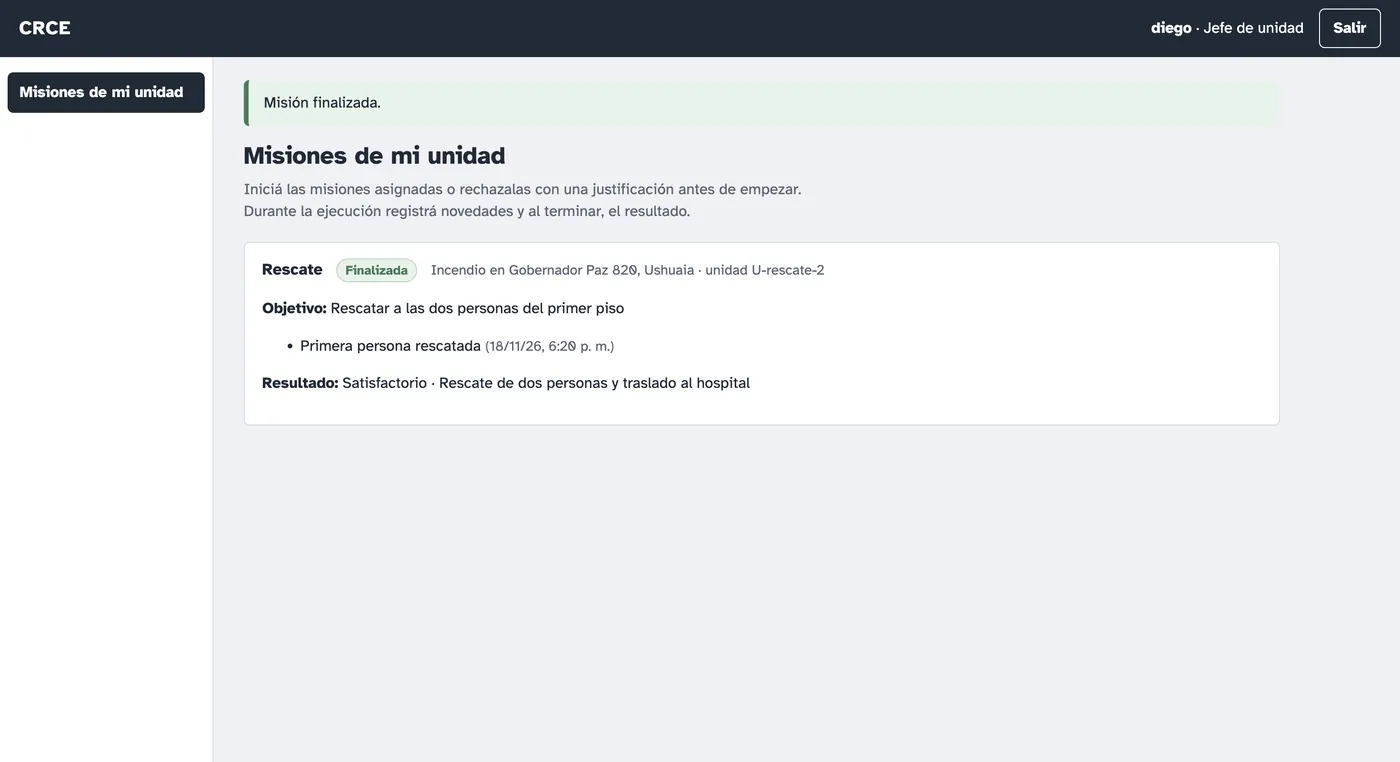 CRCE
diego · Jefe de unidad
Salir
Misiones de mi unidad
Misión finalizada.
Misiones de mi unidad
Iniciá las misiones asignadas o rechazalas con una justificación antes de empezar.
Durante la ejecución registrá novedades y al terminar, el resultado.
Rescate Finalizada Incendio en Gobernador Paz 820, Ushuaia · unidad U-rescate-2
Objetivo: Rescatar a las dos personas del primer piso
• Primera persona rescatada (18/11/26, 6:20 p. m.)
Resultado: Satisfactorio · Rescate de dos personas y traslado al hospital